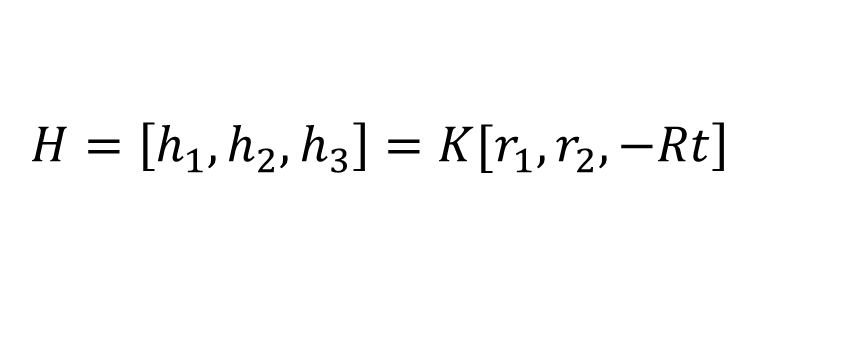 H = [h₁, h₂, h₃] = K[r₁, r₂, −Rt]